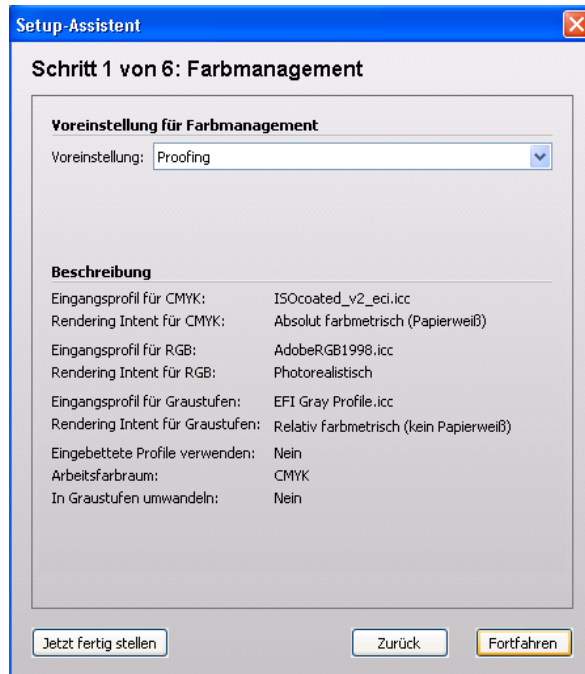 Setup-Assistent
Schritt 1 von 6: Farbmanagement
Voreinstellung für Farbmanagement
Voreinstellung: Proofing
Beschreibung
Eingangsprofil für CMYK: ISOcoated_v2_eci.icc
Rendering Intent für CMYK: Absolut farbmetrisch (Papierweiß)
Eingangsprofil für RGB: AdobeRGB1998.icc
Rendering Intent für RGB: Photorealistisch
Eingangsprofil für Graustufen: EFI Gray Profile.icc
Rendering Intent für Graustufen: Relativ farbmetrisch (kein Papierweiß)
Eingebettete Profile verwenden: Nein
Arbeitsfarbraum: CMYK
In Graustufen umwandeln: Nein
Jetzt fertig stellen Zurück Fortfahren